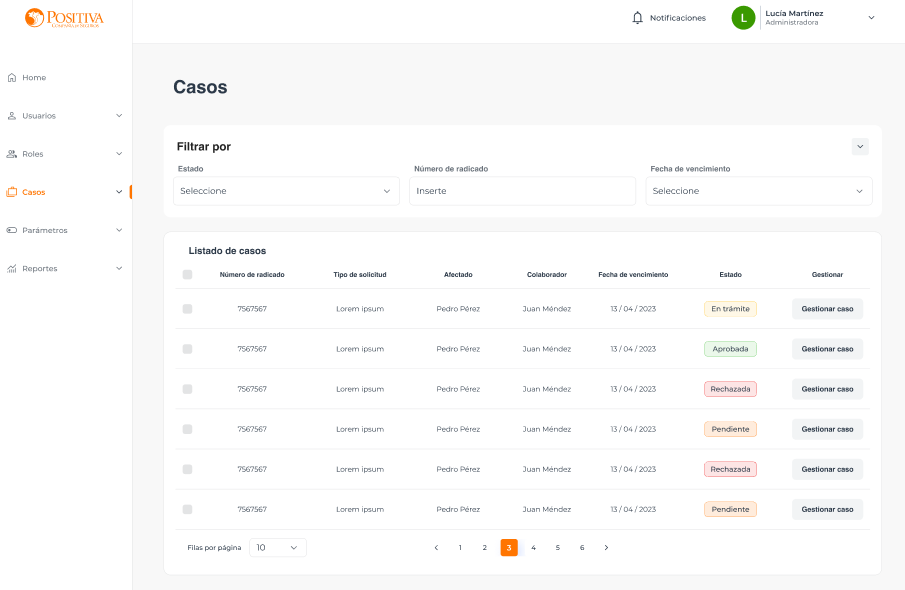 POSITIVA
COMPAÑÍA DE SEGUROS
Notificaciones
L
Lucía Martínez
Administradora
Home
Usuarios
Roles
Casos
Parámetros
Reportes
Casos
Filtrar por
Estado Número de radicado Fecha de vencimiento
Seleccione Inserte Seleccione
Listado de casos
Número de radicado Tipo de solicitud Afectado Colaborador Fecha de vencimiento Estado Gestionar
7567567 Lorem ipsum Pedro Pérez Juan Méndez 13 / 04 / 2023 En trámite Gestionar caso
7567567 Lorem ipsum Pedro Pérez Juan Méndez 13 / 04 / 2023 Aprobada Gestionar caso
7567567 Lorem ipsum Pedro Pérez Juan Méndez 13 / 04 / 2023 Rechazada Gestionar caso
7567567 Lorem ipsum Pedro Pérez Juan Méndez 13 / 04 / 2023 Pendiente Gestionar caso
7567567 Lorem ipsum Pedro Pérez Juan Méndez 13 / 04 / 2023 Rechazada Gestionar caso
7567567 Lorem ipsum Pedro Pérez Juan Méndez 13 / 04 / 2023 Pendiente Gestionar caso
Filas por página 10 1 2 3 4 5 6